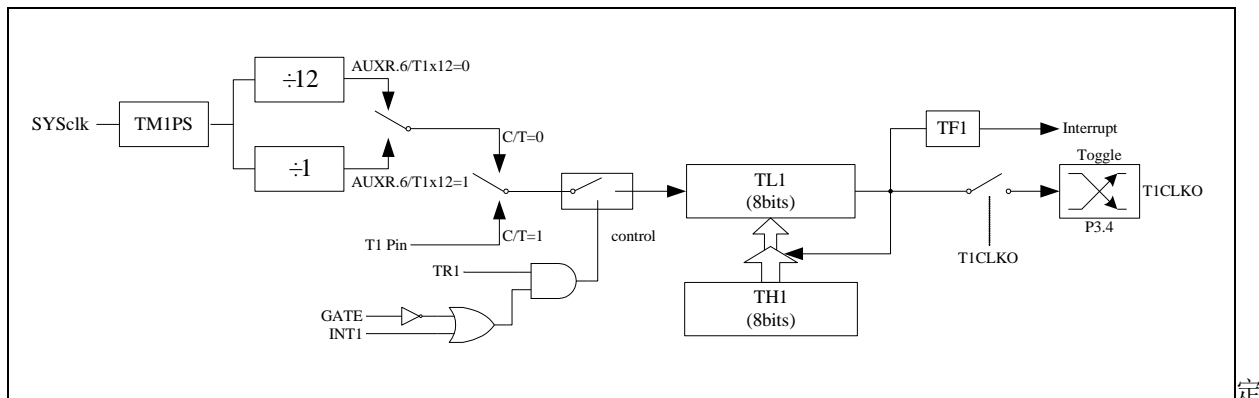 ÷12
AUXR.6/T1x12=0
SYSclk
TM1PS
C/T=0
÷1
AUXR.6/T1x12=1
T1 Pin
C/T=1
control
TR1
GATE
INT1
TL1
(8bits)
TH1
(8bits)
TF1
Interrupt
Toggle
T1CLKO
P3.4
T1CLKO
定